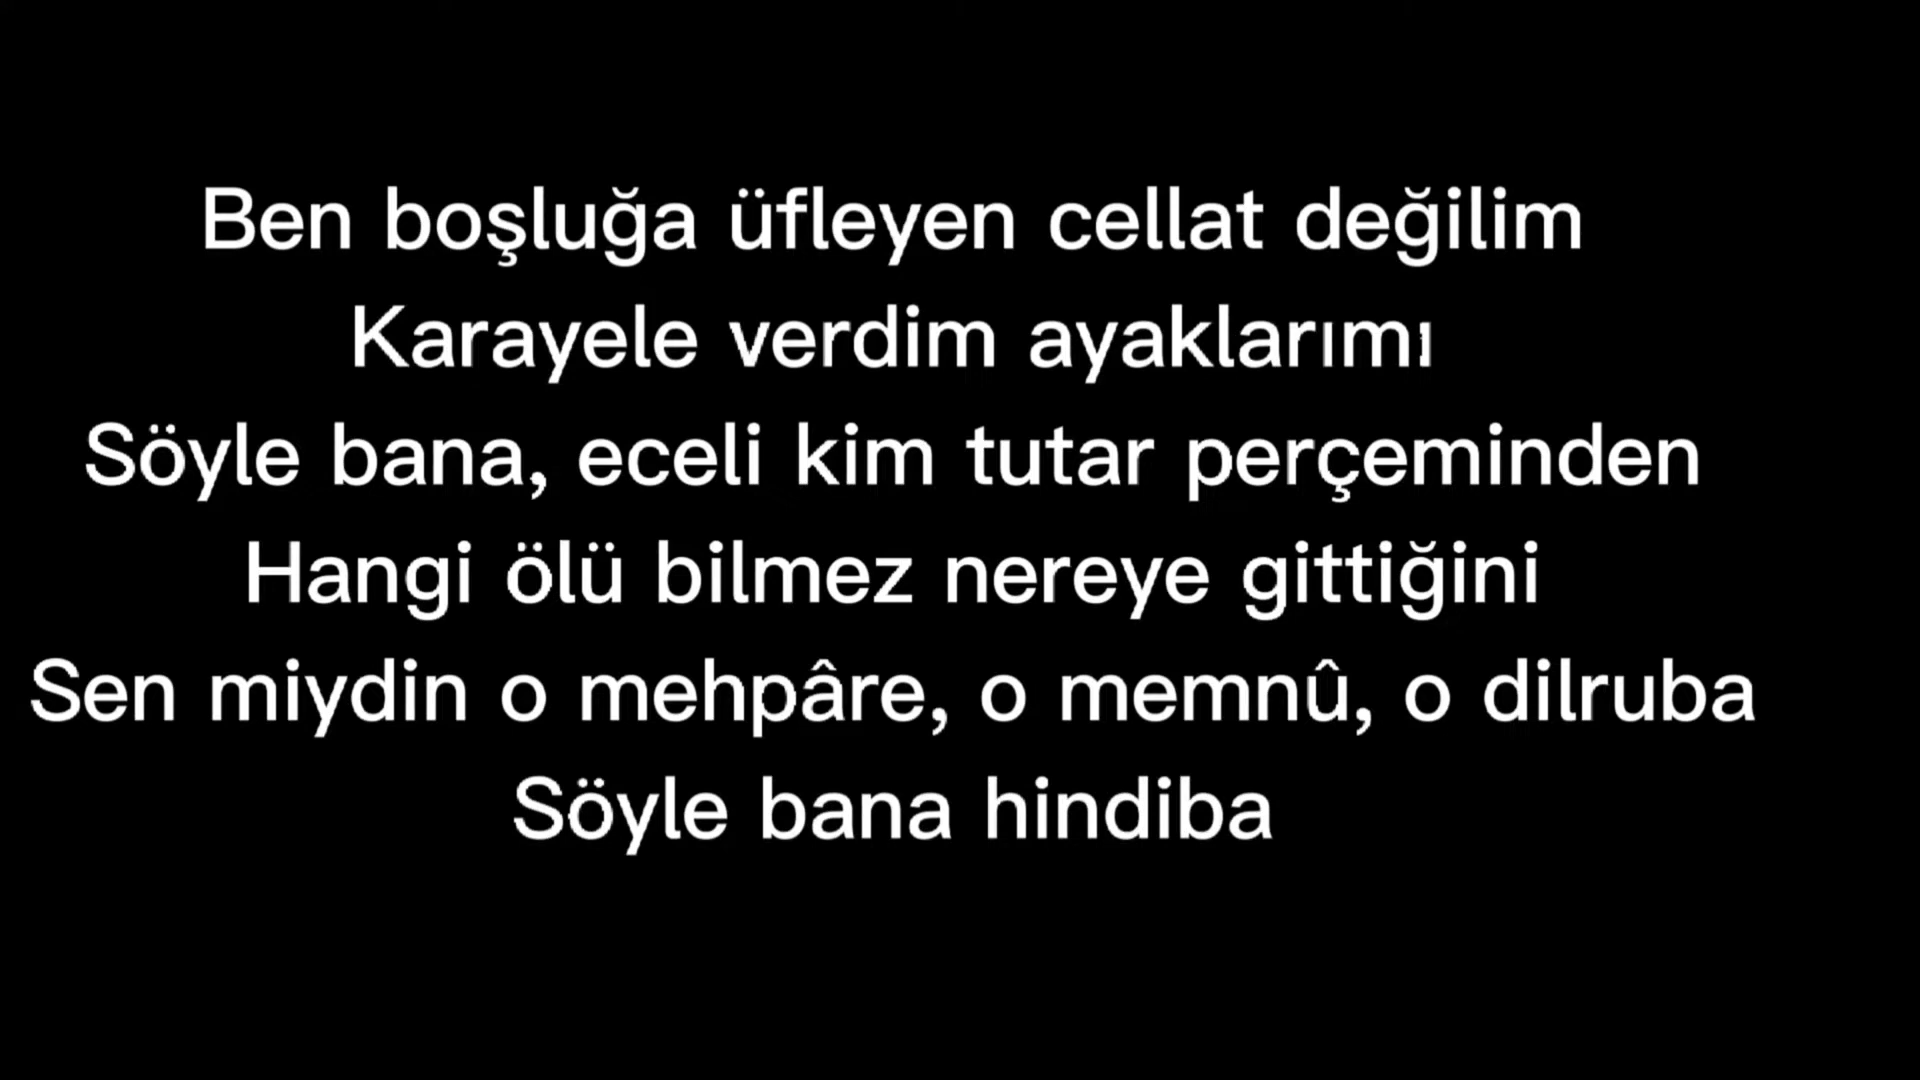 Ben boşluğa üfleyen cellat değilim
Karayele verdim ayaklarımı
Söyle bana, eceli kim tutar perçeminden
Hangi ölü bilmez nereye gittiğini
Sen miydin o mehpâre, o memnû, o dilruba
Söyle bana hindiba